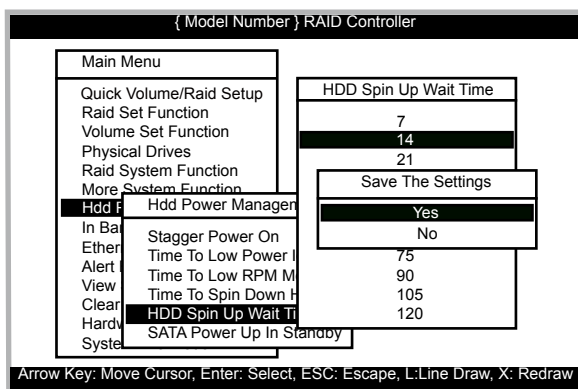 { Model Number } RAID Controller
Main Menu
Quick Volume/Raid Setup
Raid Set Function
Volume Set Function
Physical Drives
Raid System Function
More System Function
Hdd P
In Ba
Ether
Alert
View
Clear
Hardw
Syste
Hdd Power Managem
Stagger Power On
Time To Low Power I
Time To Low RPM M
Time To Spin Down H
HDD Spin Up Wait Ti
SATA Power Up In Standby
HDD Spin Up Wait Time
7
14
21
Save The Settings
Yes
No
75
90
105
120
Arrow Key: Move Cursor, Enter: Select, ESC: Escape, L:Line Draw, X: Redraw